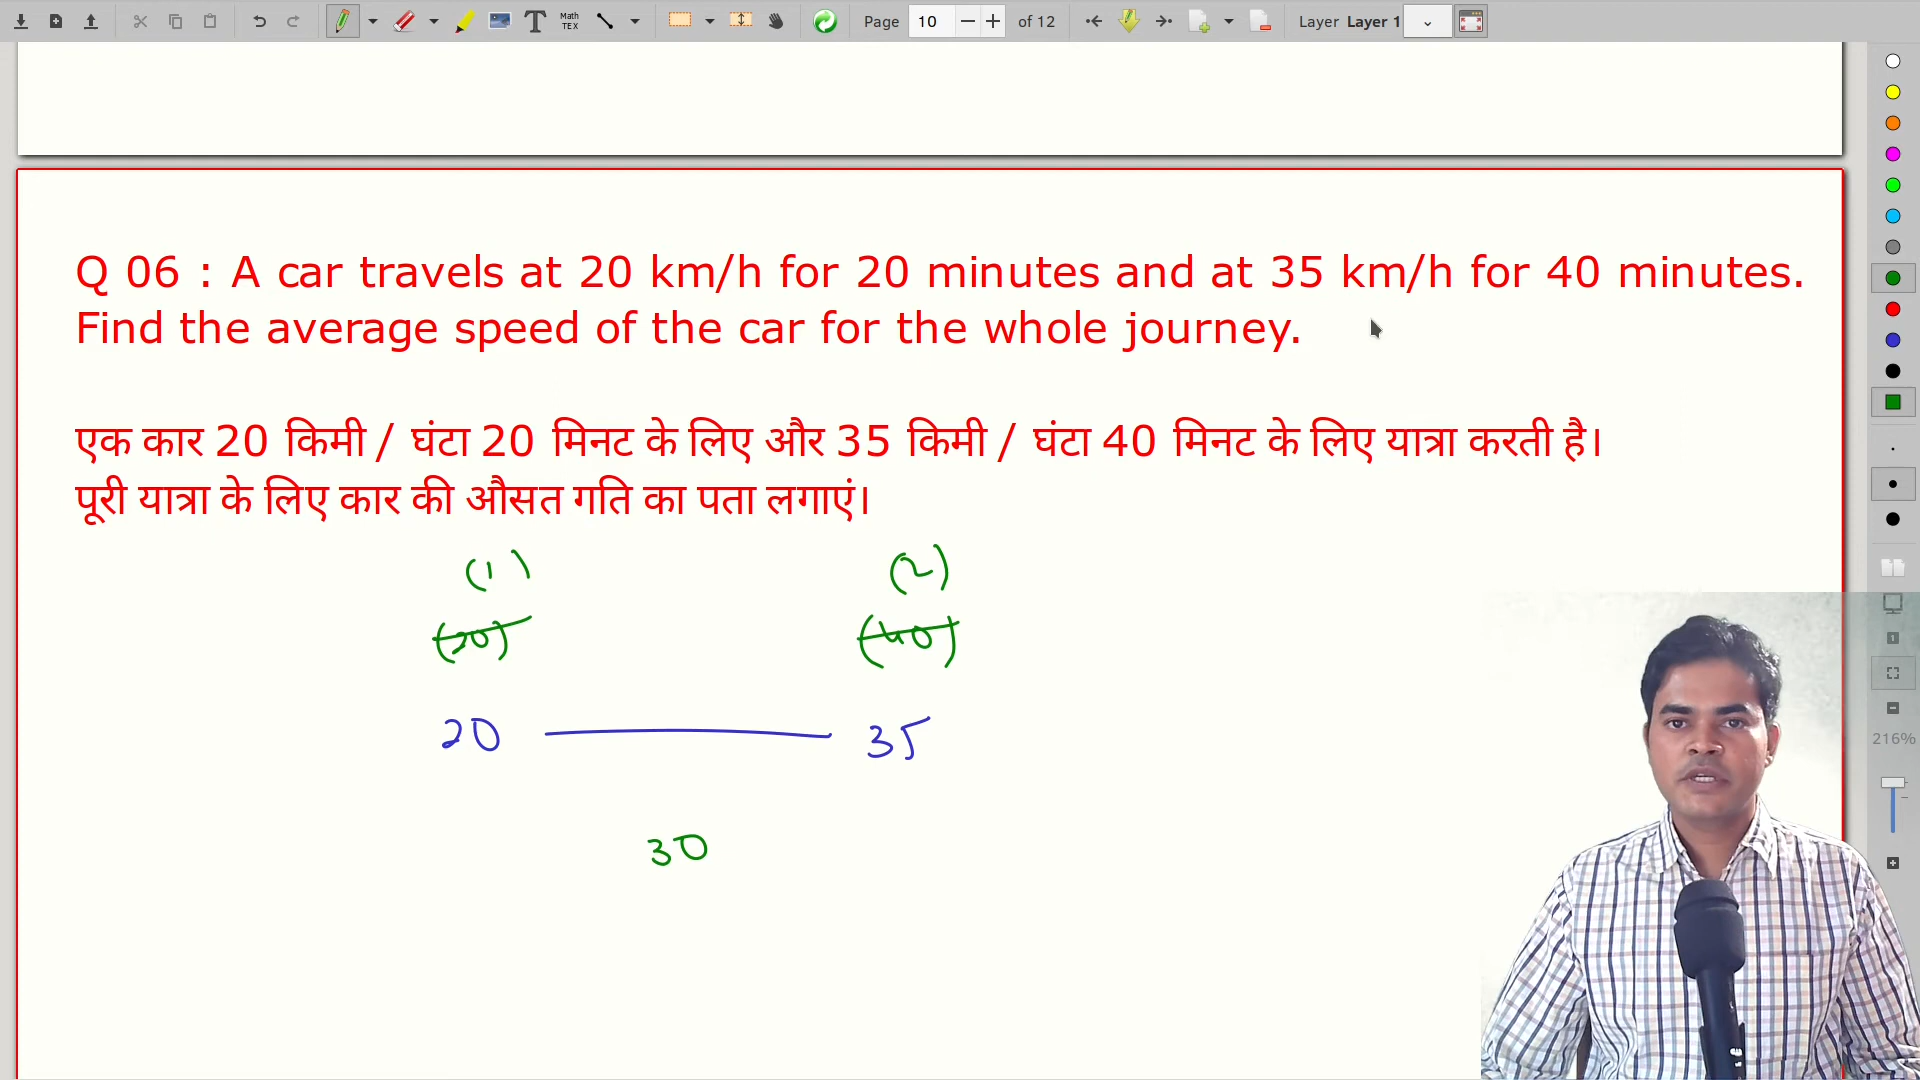 Math
TEX
Page 10 of 12 Layer Layer 1
Q 06 : A car travels at 20 km/h for 20 minutes and at 35 km/h for 40 minutes.
Find the average speed of the car for the whole journey.
एक कार 20 किमी / घंटा 20 मिनट के लिए और 35 किमी / घंटा 40 मिनट के लिए यात्रा करती है।
पूरी यात्रा के लिए कार की औसत गति का पता लगाएं।
(1) (2)
(20) (40)
20 35
30
216%